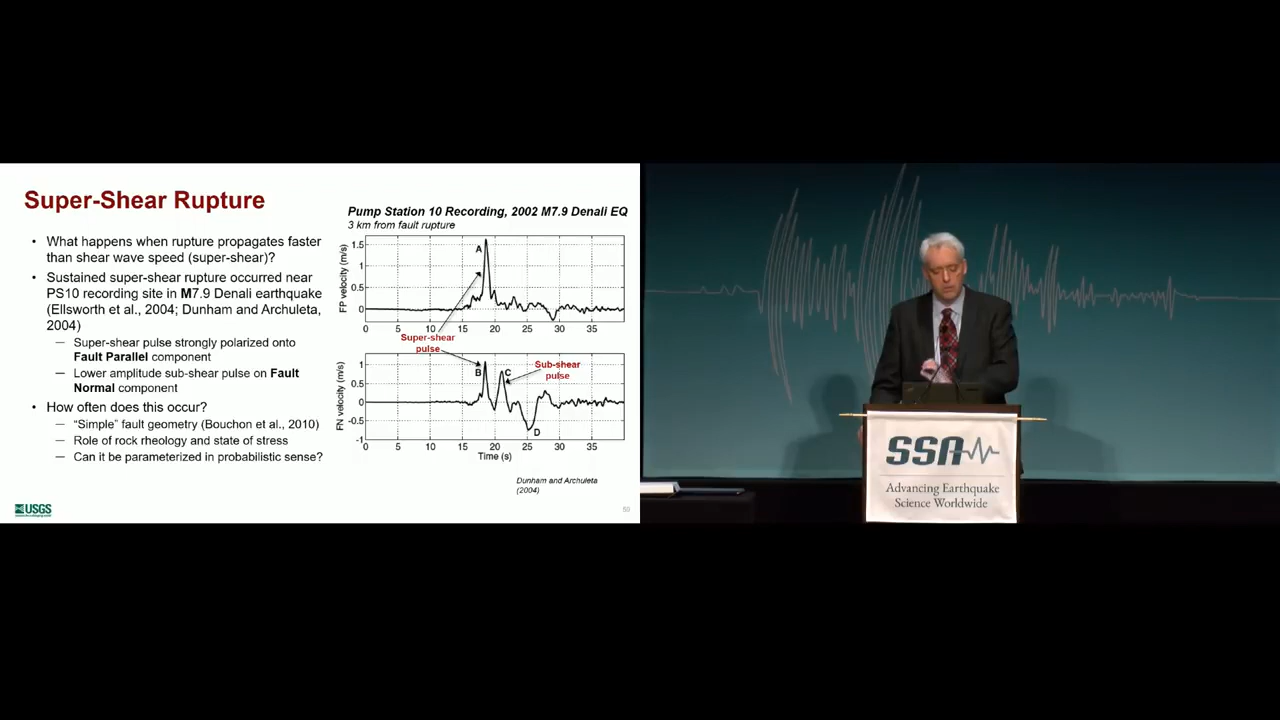 Super-Shear Rupture
• What happens when rupture propagates faster
than shear wave speed (super-shear)?
• Sustained super-shear rupture occurred near
PS10 recording site in M7.9 Denali earthquake
(Ellsworth et al., 2004; Dunham and Archuleta,
2004)
— Super-shear pulse strongly polarized onto
Fault Parallel component
— Lower amplitude sub-shear pulse on Fault
Normal component
• How often does this occur?
— “Simple” fault geometry (Bouchon et al., 2010)
— Role of rock rheology and state of stress
— Can it be parameterized in probabilistic sense?
USGS
Pump Station 10 Recording, 2002 M7.9 Denali EQ
3 km from fault rupture
FP velocity (m/s)
1.5
1
0.5
0
A
0 5 10 15 20 25 30 35
Super-shear
pulse
FN velocity (m/s)
1
0.5
0
-0.5
-1
B
C
D
Sub-shear
pulse
0 5 10 15 20 25 30 35
Time (s)
Dunham and Archuleta
(2004)
SSA
Advancing Earthquake
Science Worldwide